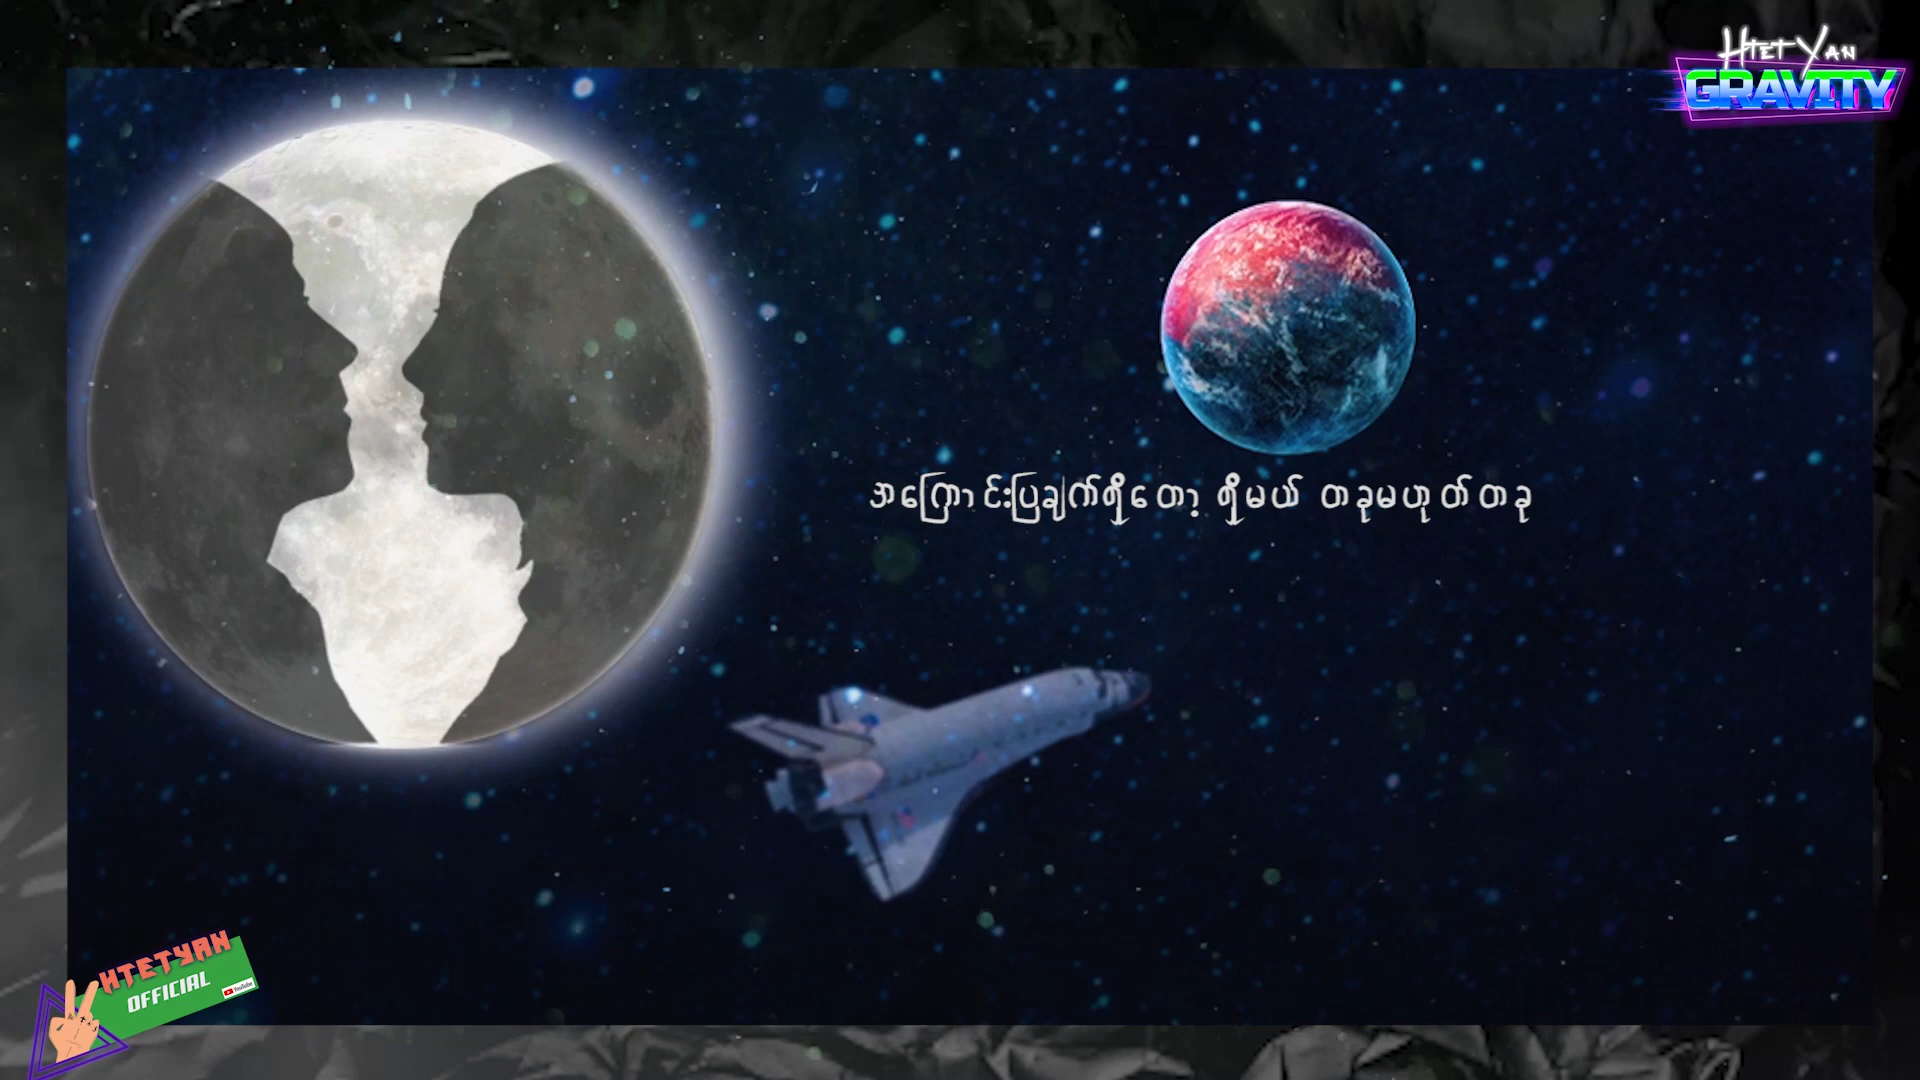 HTET YAN
GRAVITY
အကြောင်းပြချက်ရှိတော့ ရှိမယ် တခုမဟုတ်တခု
HTETYAN
OFFICIAL
YouTube